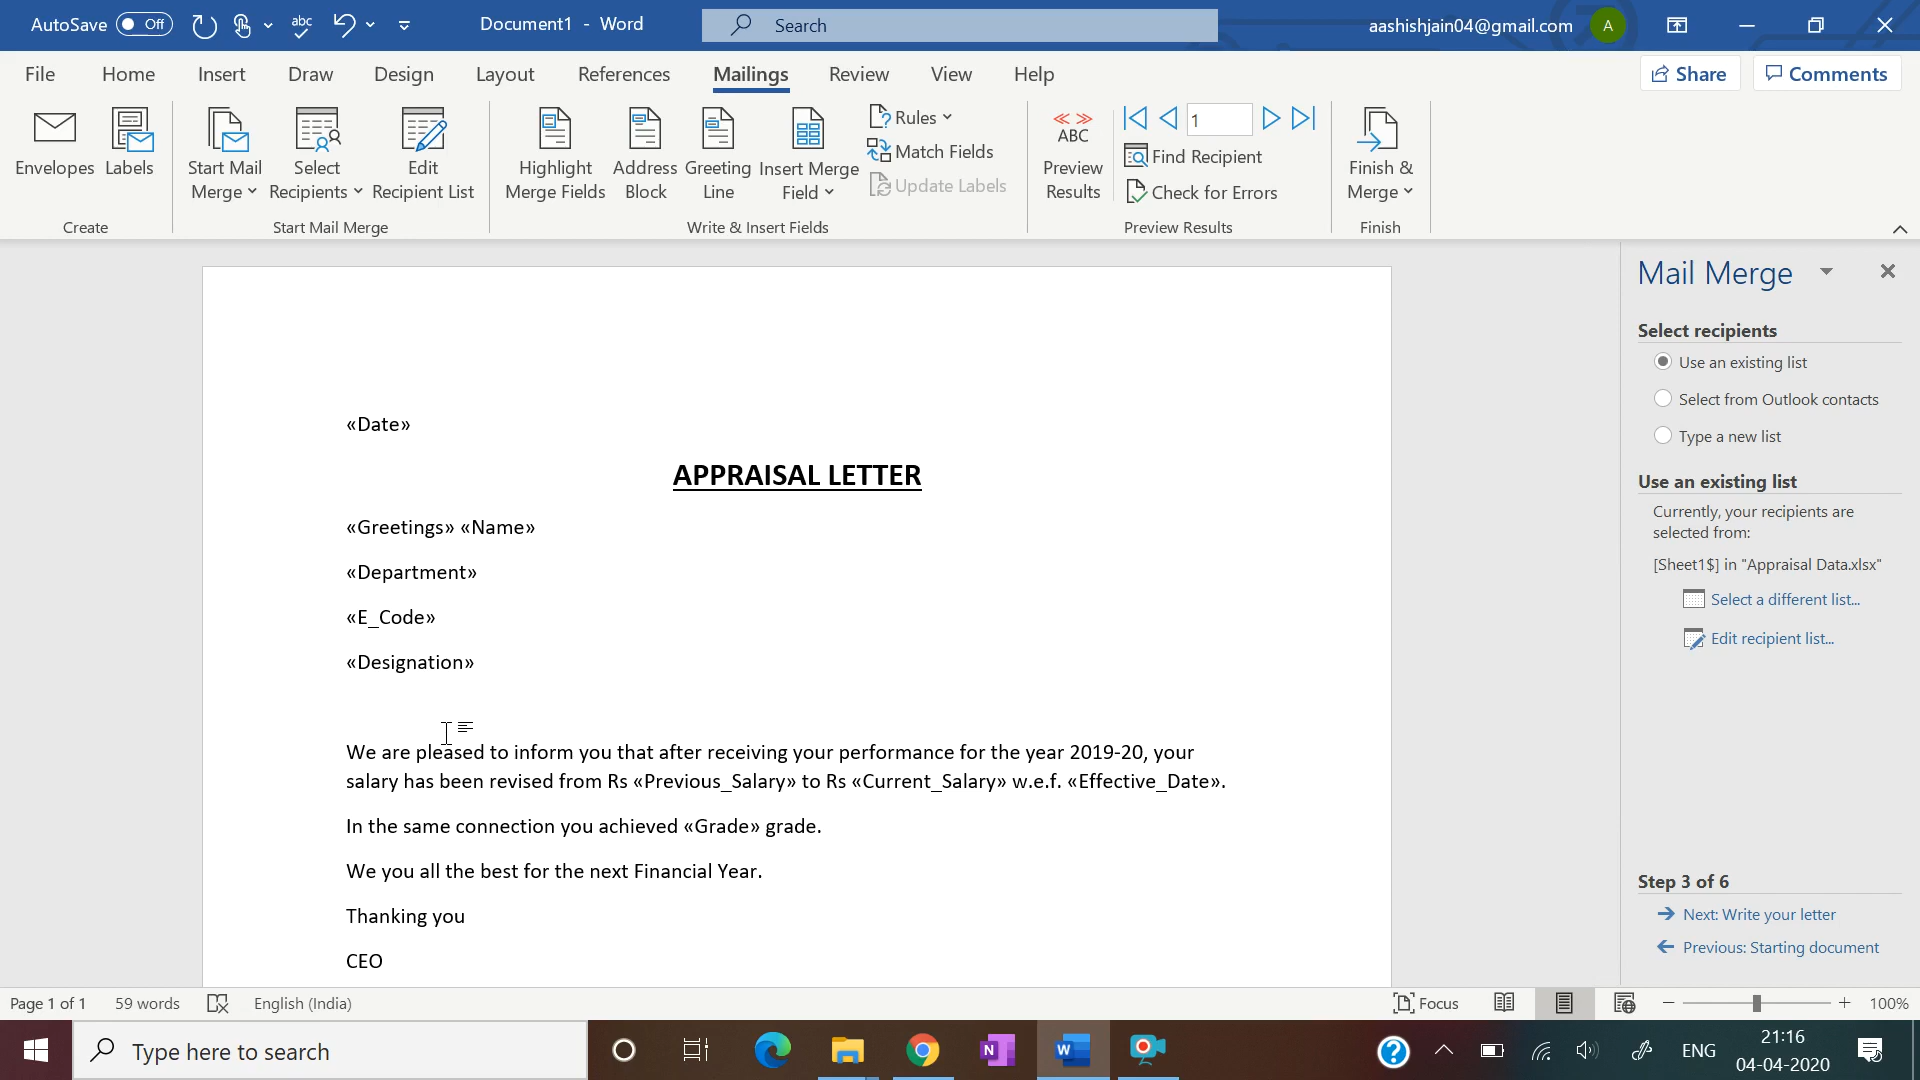 AutoSave Off abc Document1 - Word Search aashishjain04@gmail.com A
File Home Insert Draw Design Layout References Mailings Review View Help Share Comments
Envelopes Labels
Create
Start Mail Merge Select Recipients Edit Recipient List
Start Mail Merge
Highlight Merge Fields Address Block Greeting Line Insert Merge Field
Rules
Match Fields
Update Labels
Write & Insert Fields
ABC
Preview Results
1
Find Recipient
Check for Errors
Preview Results
Finish & Merge
Finish
«Date»
APPRAISAL LETTER
«Greetings» «Name»
«Department»
«E_Code»
«Designation»
We are pleased to inform you that after receiving your performance for the year 2019-20, your
salary has been revised from Rs «Previous_Salary» to Rs «Current_Salary» w.e.f. «Effective_Date».
In the same connection you achieved «Grade» grade.
We you all the best for the next Financial Year.
Thanking you
CEO
Mail Merge
Select recipients
Use an existing list
Select from Outlook contacts
Type a new list
Use an existing list
Currently, your recipients are
selected from:
[Sheet1$] in "Appraisal Data.xlsx"
Select a different list...
Edit recipient list...
Step 3 of 6
Next: Write your letter
Previous: Starting document
Page 1 of 1 59 words English (India) Focus 100%
Type here to search N W ? ENG 21:16
04-04-2020